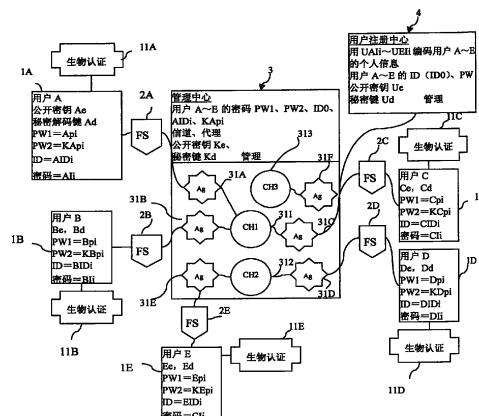 11A
生物认证
1A
用户 A
公开密钥 Ae
秘密解码键 Ad
PW1=Api
PW2=KApi
ID=AIDi
密码=AIi
2A
FS
3
管理中心
用户 A～E 的密码 PW1、PW2、ID0、
AIDi、KApi
信道、代理
公开密钥 Ke、
秘密键 Kd 管理
313
4
用户注册中心
用 UAIi～UEIi 编码用户 A～E
的个人信息
用户 A～E 的 ID（ID0）、PW
公开密钥 Ue
秘密键 Ud 管理
11C
生物认证
2C
FS
用户 C
Ce，Cd
PW1=Cpi
PW2=KCpi
ID=CIDi
密码=CIi
1
31A
Ag
CH3
31F
Ag
31B
Ag
CH1
311
Ag
31C
2B
FS
1B
用户 B
Be，Bd
PW1=Bpi
PW2=KBpi
ID=BIDi
密码=BIi
生物认证
11B
31E
Ag
CH2
312
Ag
31D
2D
FS
1D
用户 D
De，Dd
PW1=Dpi
PW2=KDpi
ID=DIDi
密码=DIi
生物认证
11D
2E
FS
11E
生物认证
1E
用户 E
Ee，Ed
PW1=Epi
PW2=KEpi
ID=EIDi